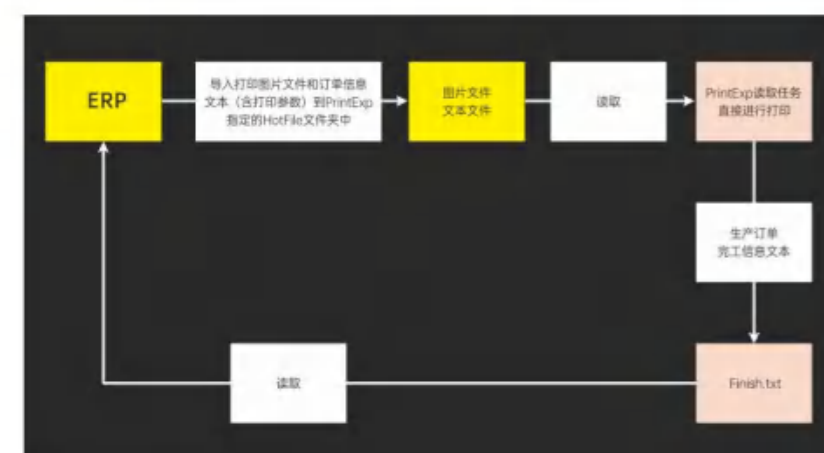 ERP
导入打印图片文件和订单信息
文本（含打印参数）到PrintExp
指定的HotFile文件夹中
图片文件
文本文件
读取
PrintExp读取任务
直接进行打印
生产订单
完工信息文本
读取
Finish.txt